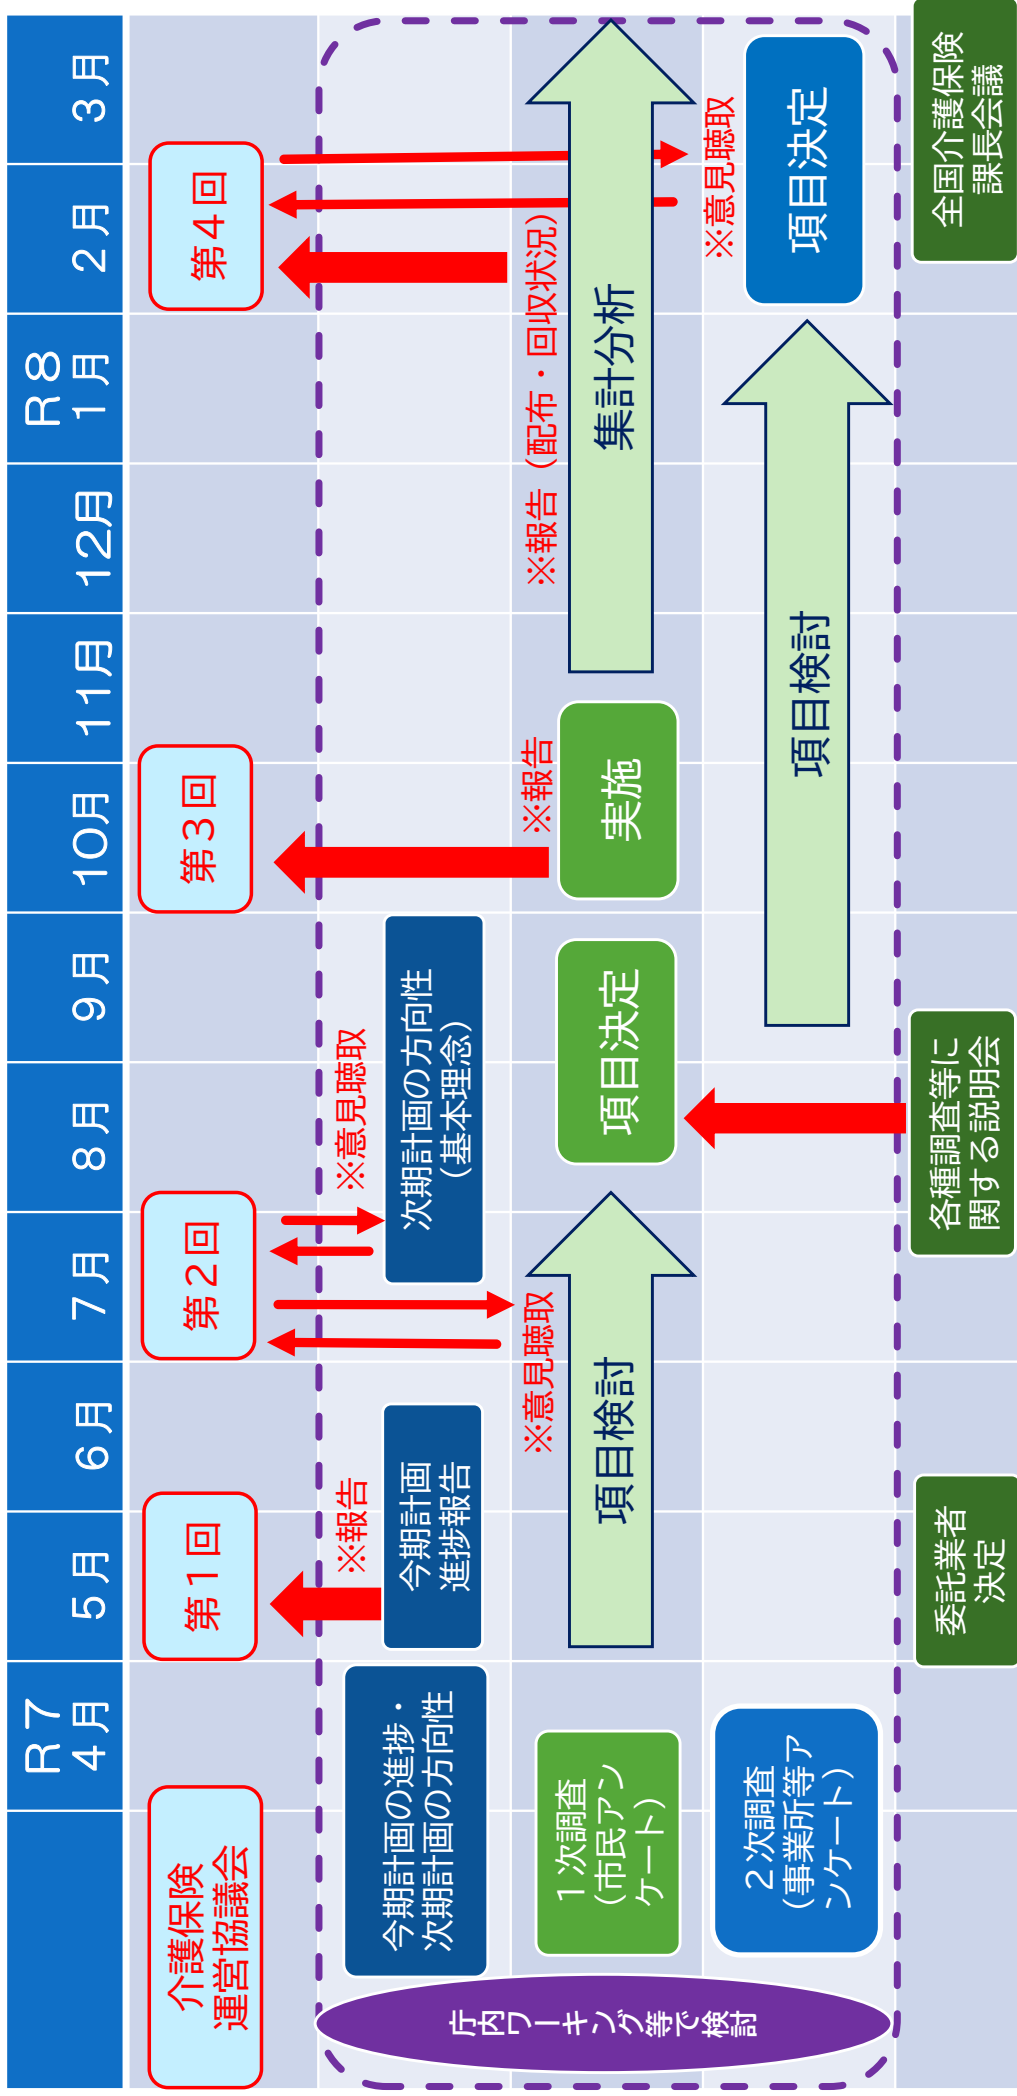 R7
4月
5月
6月
7月
8月
9月
10月
11月
12月
R8
1月
2月
3月
介護保険
運営協議会
第1回
第2回
第3回
第4回
今期計画の進捗・
次期計画の方向性
今期計画
進捗報告
※報告
次期計画の方向性
（基本理念）
※意見聴取
1次調査
（市民アン
ケート）
項目検討
※意見聴取
項目決定
実施
※報告
集計分析
※報告（配布・回収状況）
2次調査
（事業所等ア
ンケート）
項目検討
項目決定
※意見聴取
庁内ワーキング等で検討
委託業者
決定
各種調査等に
関する説明会
全国介護保険
課長会議